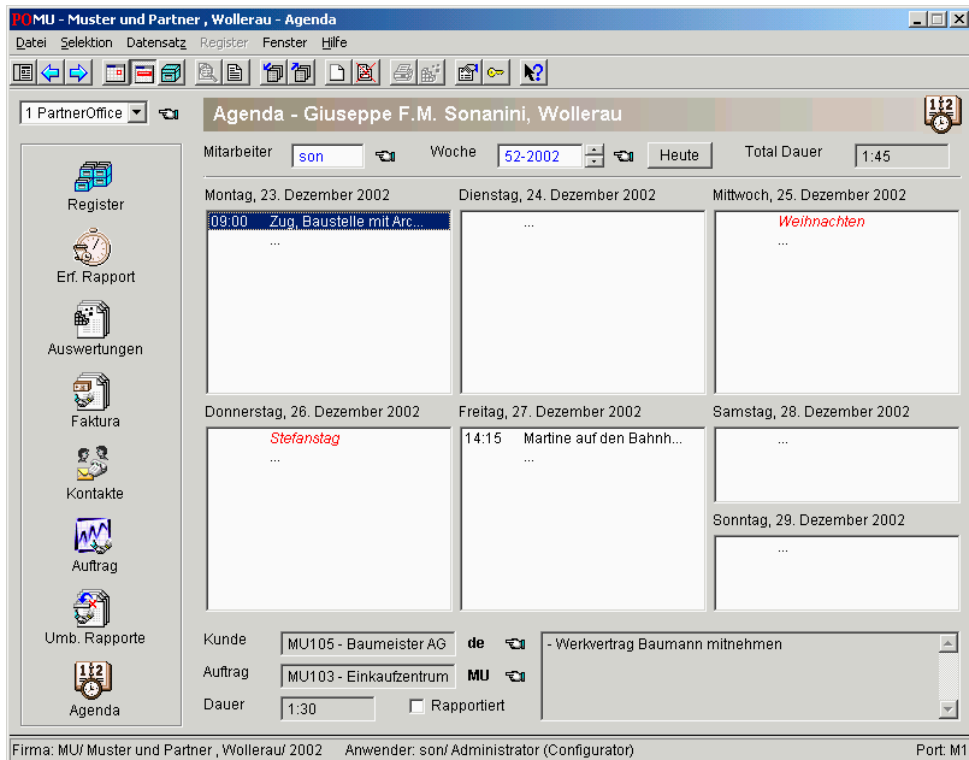 POMU - Muster und Partner , Wollerau - Agenda
Datei Selektion Datensatz Register Fenster Hilfe
1 PartnerOffice
Agenda - Giuseppe F.M. Sonanini, Wollerau
Mitarbeiter son Woche 52-2002 Heute Total Dauer 1:45
Register
Erf. Rapport
Auswertungen
Faktura
Kontakte
Auftrag
Umb. Rapporte
Agenda
Montag, 23. Dezember 2002
09:00 Zug, Baustelle mit Arc...
...
Dienstag, 24. Dezember 2002
...
Mittwoch, 25. Dezember 2002
Weihnachten
...
Donnerstag, 26. Dezember 2002
Stefanstag
...
Freitag, 27. Dezember 2002
14:15 Martine auf den Bahnh...
...
Samstag, 28. Dezember 2002
...
Sonntag, 29. Dezember 2002
...
Kunde MU105 - Baumeister AG de
Auftrag MU103 - Einkaufzentrum MU
Dauer 1:30 Rapportiert
- Werkvertrag Baumann mitnehmen
Firma: MU/ Muster und Partner , Wollerau/ 2002 Anwender: son/ Administrator (Configurator) Port: M1